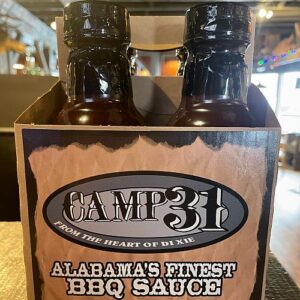 CAMP 31
FROM THE HEART OF DIXIE
ALABAMA'S FINEST
BBQ SAUCE